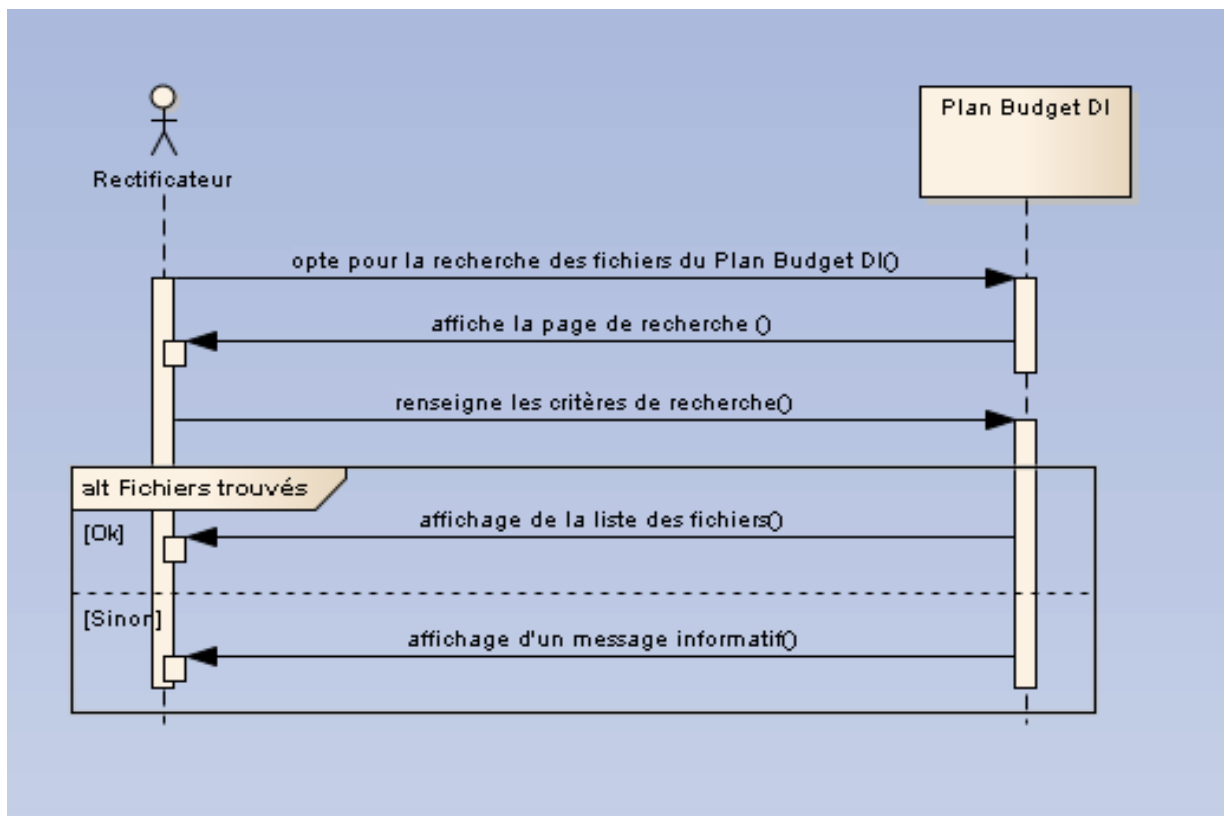 Plan Budget DI
Rectificateur
opte pour la recherche des fichiers du Plan Budget DI()
affiche la page de recherche ()
renseigne les critères de recherche()
alt Fichiers trouvés
affichage de la liste des fichiers()
[Ok]
[Sinon]
affichage d'un message informatif()